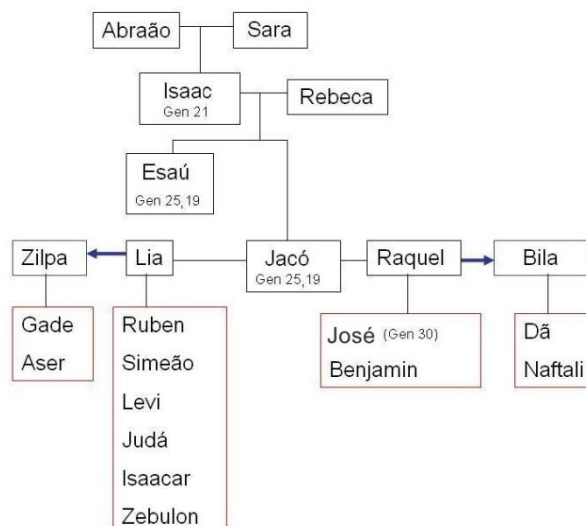 Abraão
Sara
Isaac
Gen 21
Rebeca
Esaú
Gen 25,19
Zilpa
Lia
Jacó
Gen 25,19
Raquel
Bila
Gade
Aser
Ruben
Simeão
Levi
Judá
Isaacar
Zebulon
José (Gen 30)
Benjamin
Dã
Naftali